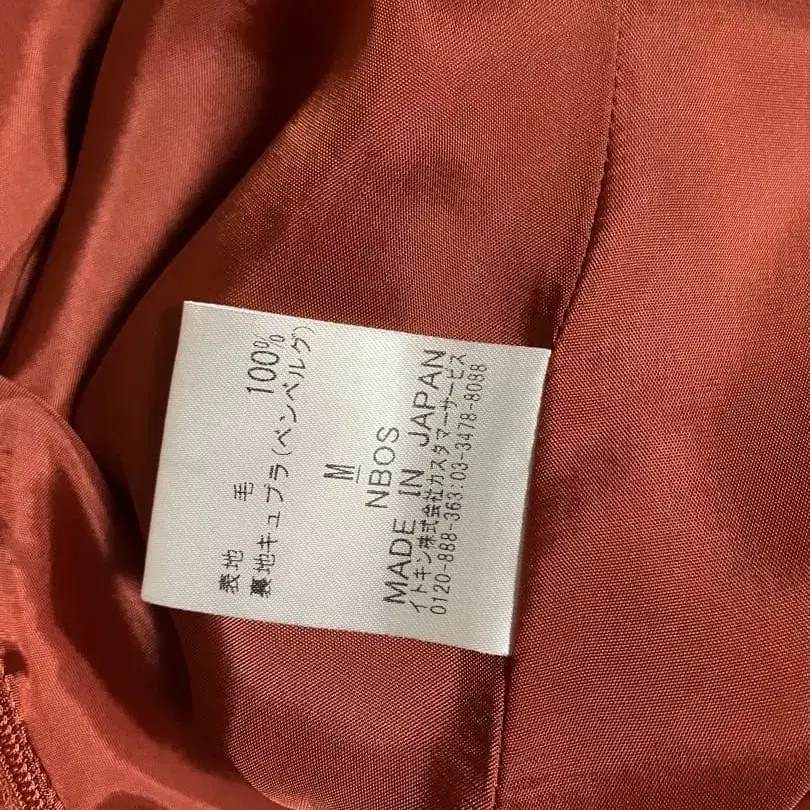 表地 毛 100%
裏地キュプラ(ベンベルグ)
M
NBOS
MADE IN JAPAN
イトキン株式会社カスタマーサービス
0120-888-363:03-3478-8088